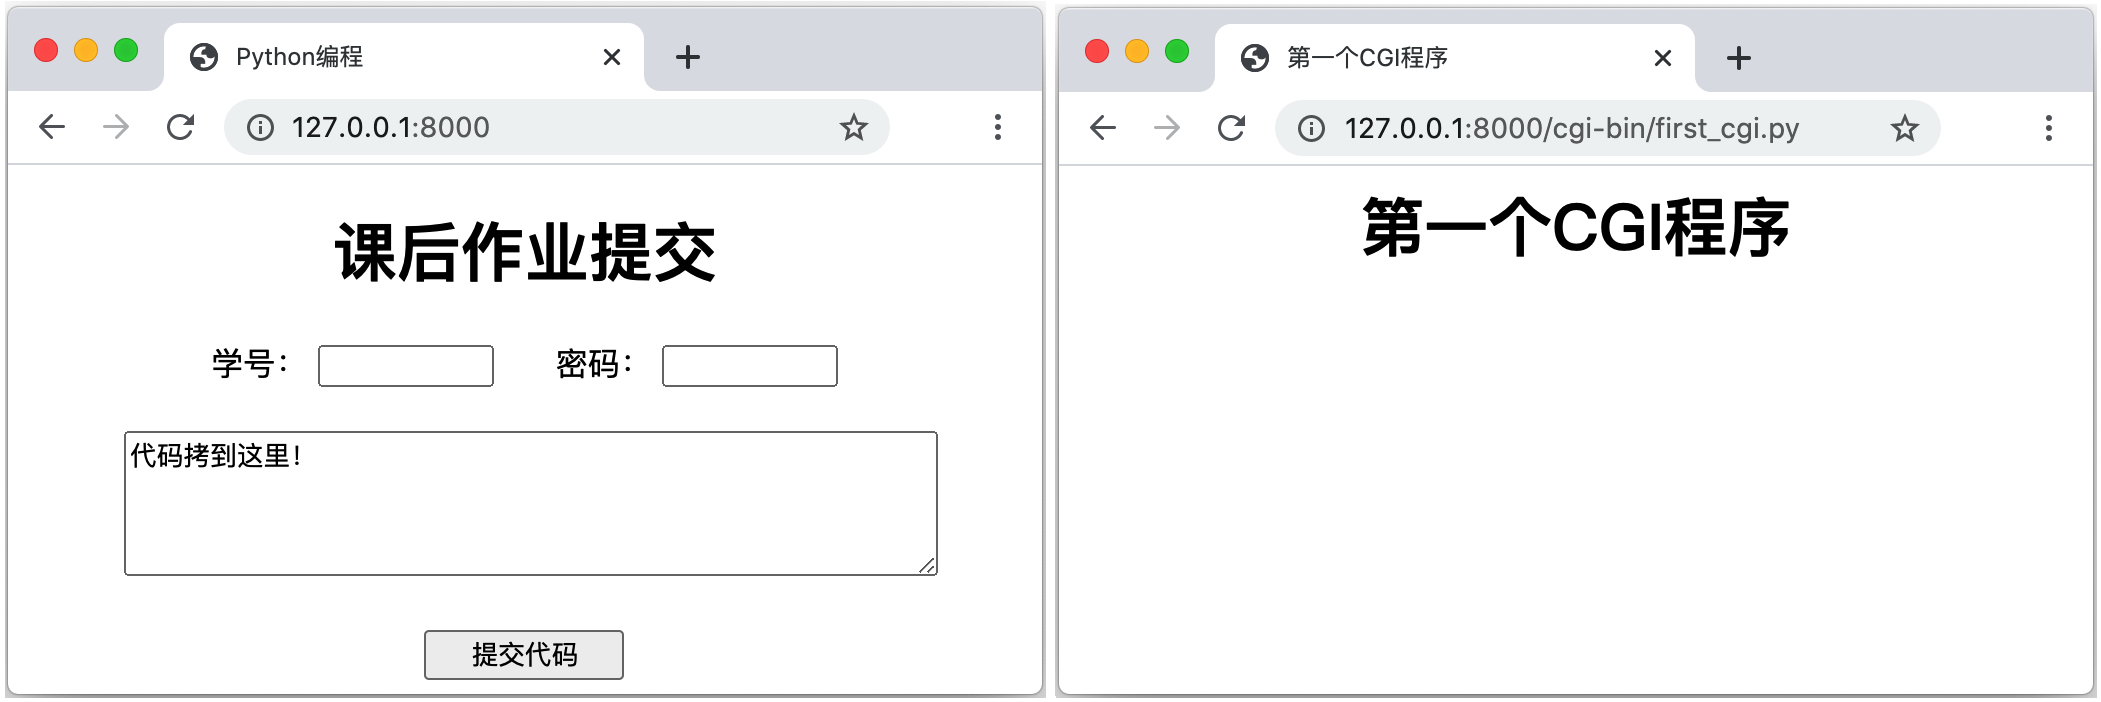 Python编程
127.0.0.1:8000
课后作业提交
学号： 密码：
代码拷到这里！
提交代码
第一个CGI程序
127.0.0.1:8000/cgi-bin/first_cgi.py
第一个CGI程序